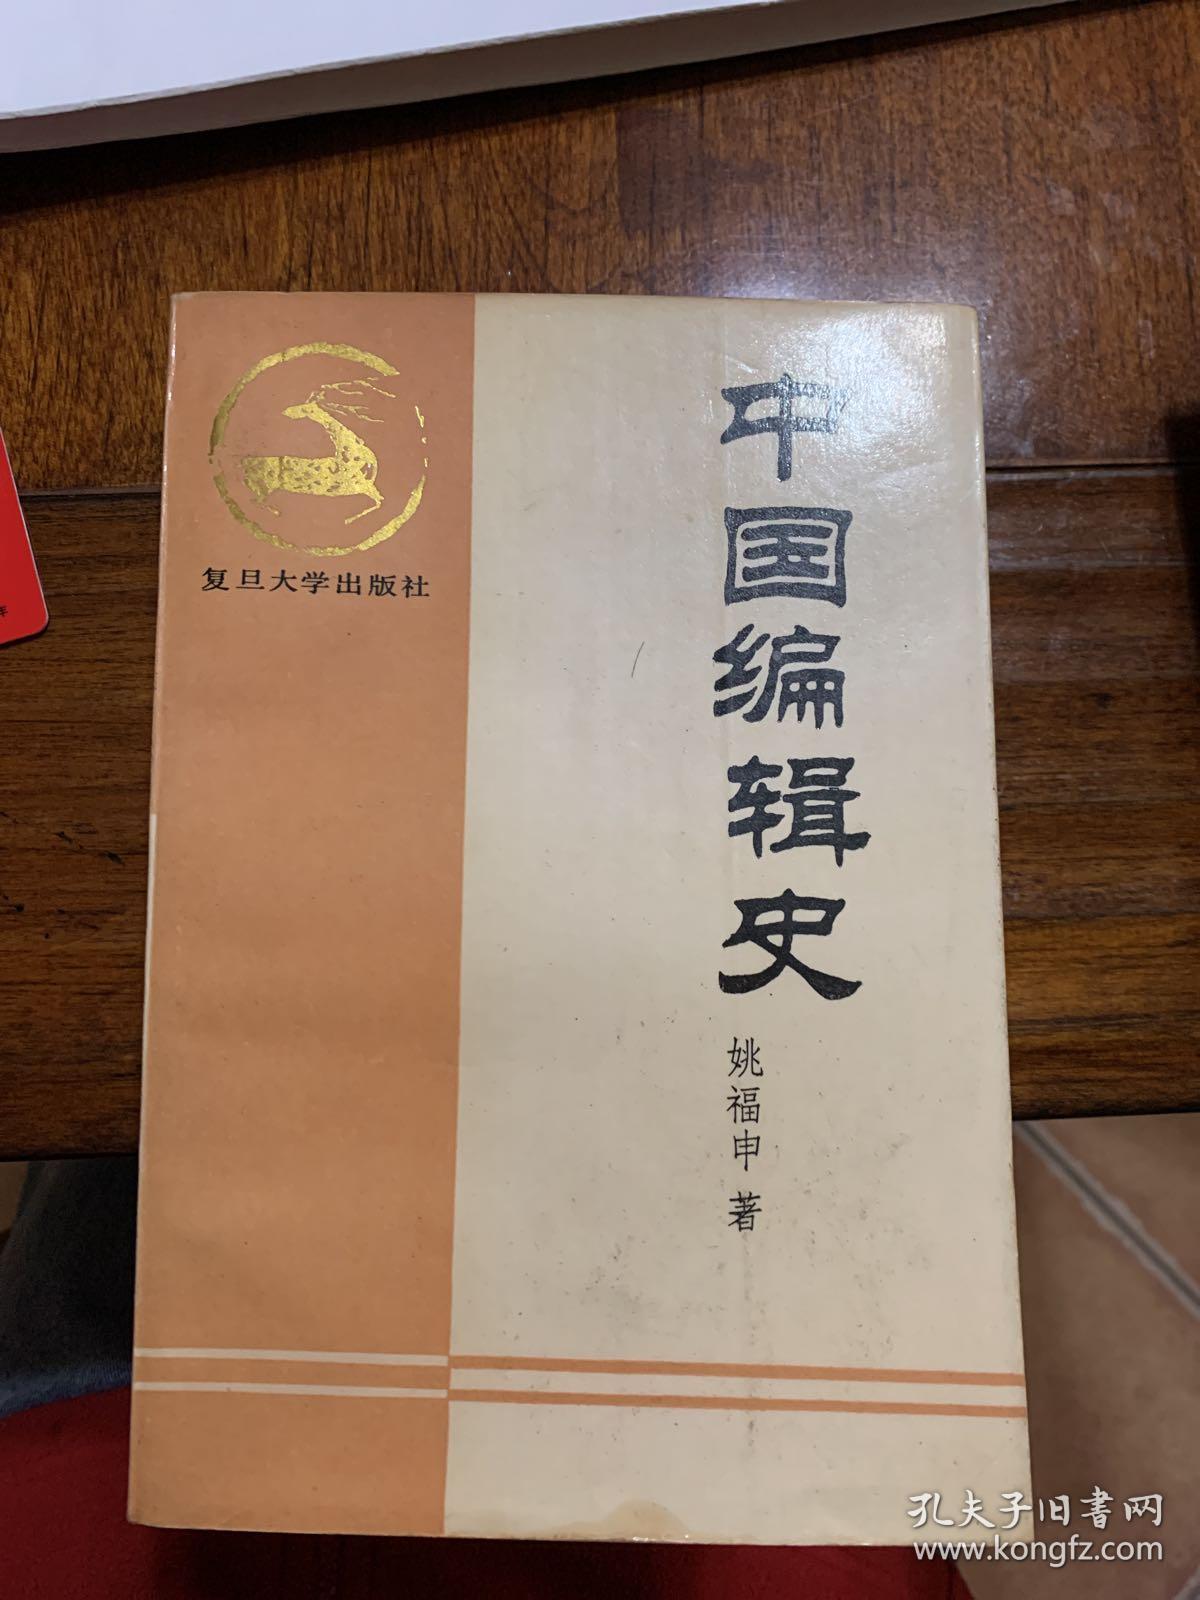 中国编辑史
姚福申 著
复旦大学出版社
年
孔夫子旧书网
www.kongfz.com